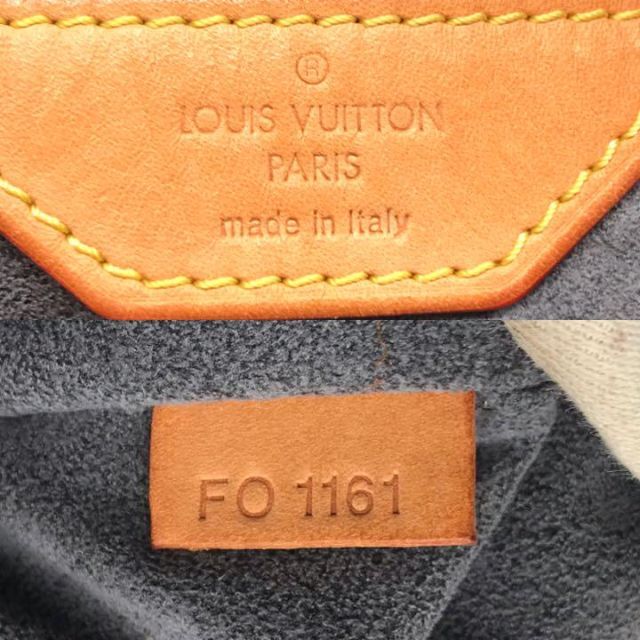 ®
LOUIS VUITTON
PARIS
made in Italy
FO 1161